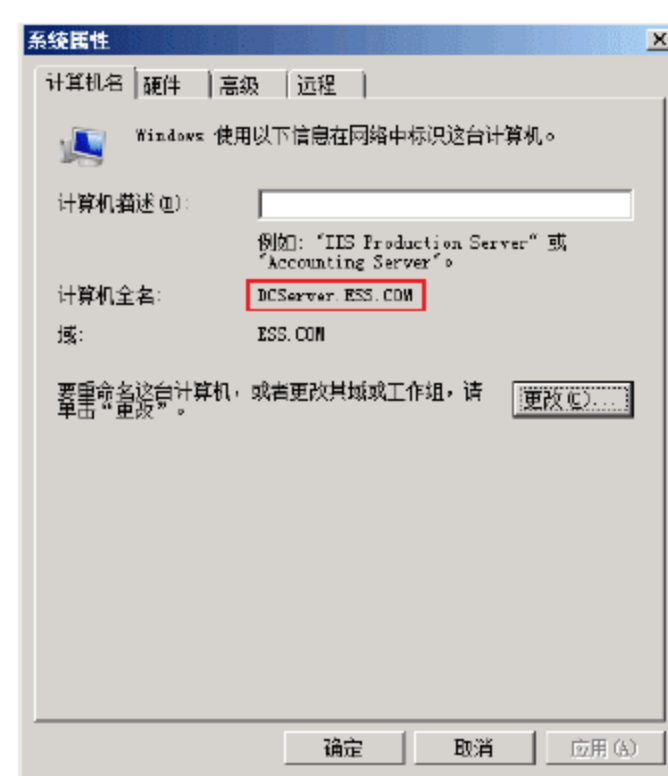 系统属性
计算机名 硬件 高级 远程
Windows 使用以下信息在网络中标识这台计算机。
计算机描述(D):
例如: "IIS Production Server" 或
"Accounting Server"。
计算机全名: DCServer.ESS.COM
域: ESS.COM
要重命名这台计算机,或者更改其域或工作组,请
单击“更改”。
更改(C)...
确定 取消 应用(A)